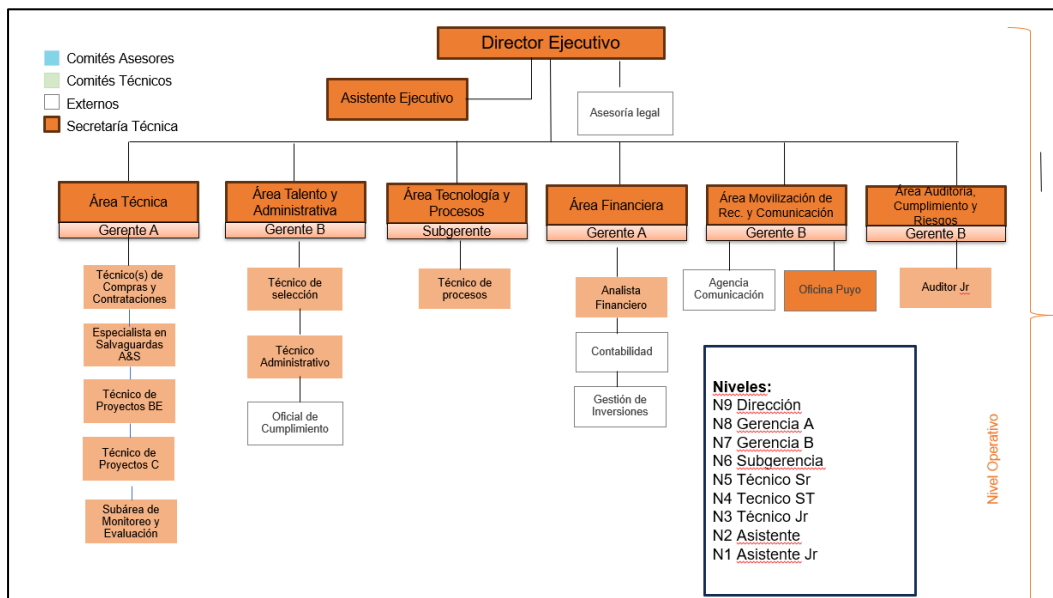 Director Ejecutivo
Comités Asesores
Comités Técnicos
Externos
Secretaría Técnica
Asistente Ejecutivo
Asesoría legal
Área Técnica
Gerente A
Área Talento y
Administrativa
Gerente B
Área Tecnología y
Procesos
Subgerente
Área Financiera
Gerente A
Área Movilización de
Rec. y Comunicación
Gerente B
Área Auditoría,
Cumplimiento y
Riesgos
Gerente B
Técnico(s) de
Compras y
Contrataciones
Especialista en
Salvaguardas
A&S
Técnico de
Proyectos BE
Técnico de
Proyectos C
Subárea de
Monitoreo y
Evaluación
Técnico de
selección
Técnico
Administrativo
Oficial de
Cumplimiento
Técnico de
procesos
Analista
Financiero
Contabilidad
Gestión de
Inversiones
Agencia
Comunicación
Oficina Puyo
Auditor Jr
Niveles:
N9 Dirección
N8 Gerencia A
N7 Gerencia B
N6 Subgerencia
N5 Técnico Sr
N4 Tecnico ST
N3 Técnico Jr
N2 Asistente
N1 Asistente Jr
Nivel Operativo